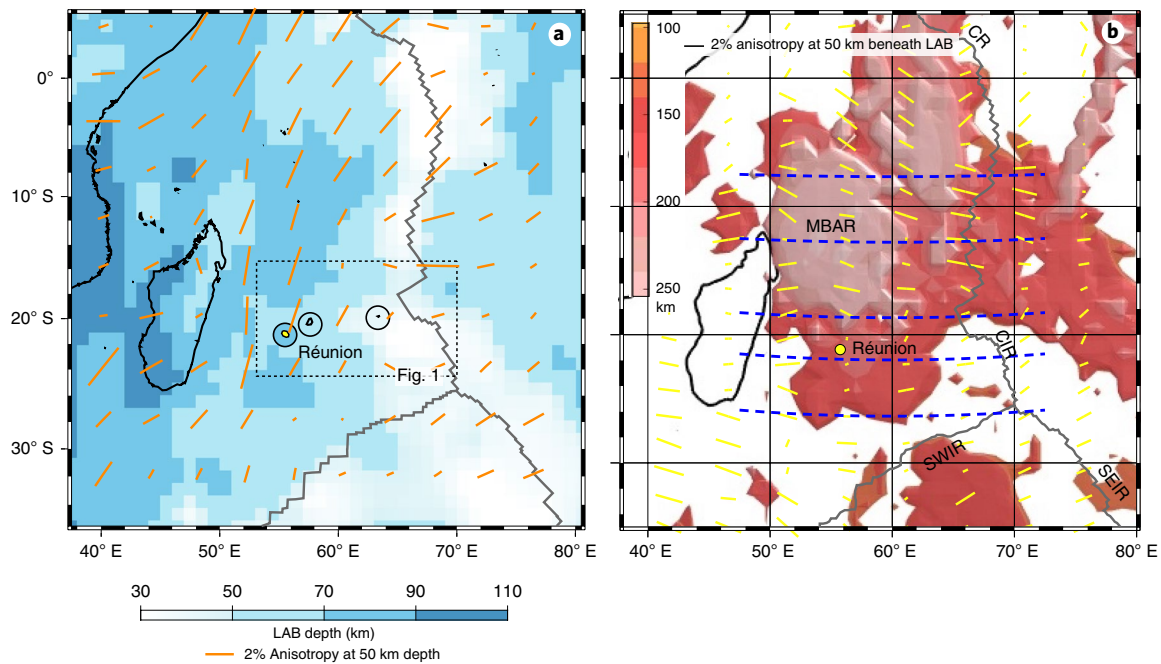 a
0°
10° S
20° S
30° S
Réunion
Fig. 1
40° E
50° E
60° E
70° E
80° E
30
50
70
90
110
LAB depth (km)
2% Anisotropy at 50 km depth
b
100
150
200
250
km
2% anisotropy at 50 km beneath LAB
CR
MBAR
Réunion
CIR
SWIR
SEIR
40° E
50° E
60° E
70° E
80° E